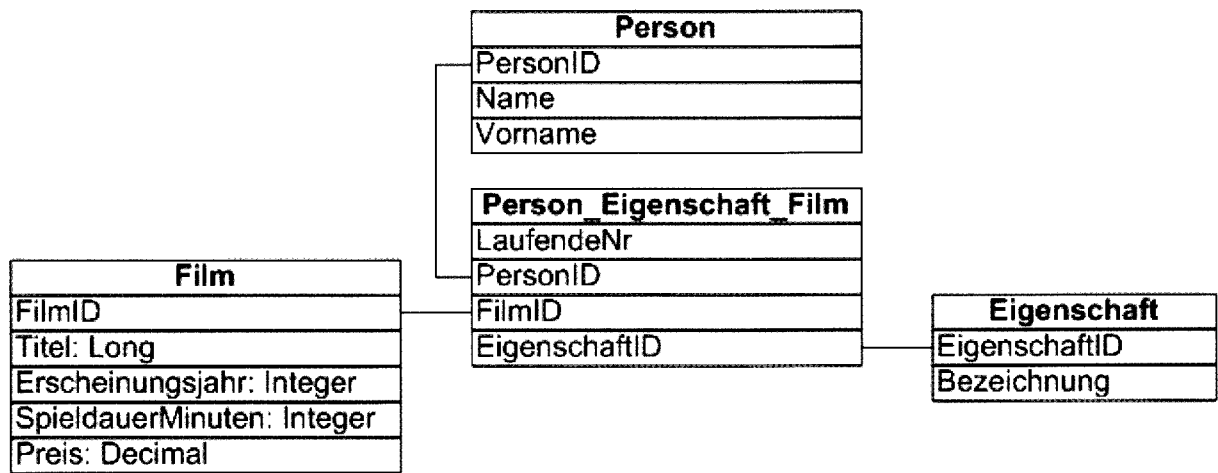 Person
PersonID
Name
Vorname
Person_Eigenschaft_Film
LaufendeNr
PersonID
FilmID
EigenschaftID
Film
FilmID
Titel: Long
Erscheinungsjahr: Integer
SpieldauerMinuten: Integer
Preis: Decimal
Eigenschaft
EigenschaftID
Bezeichnung